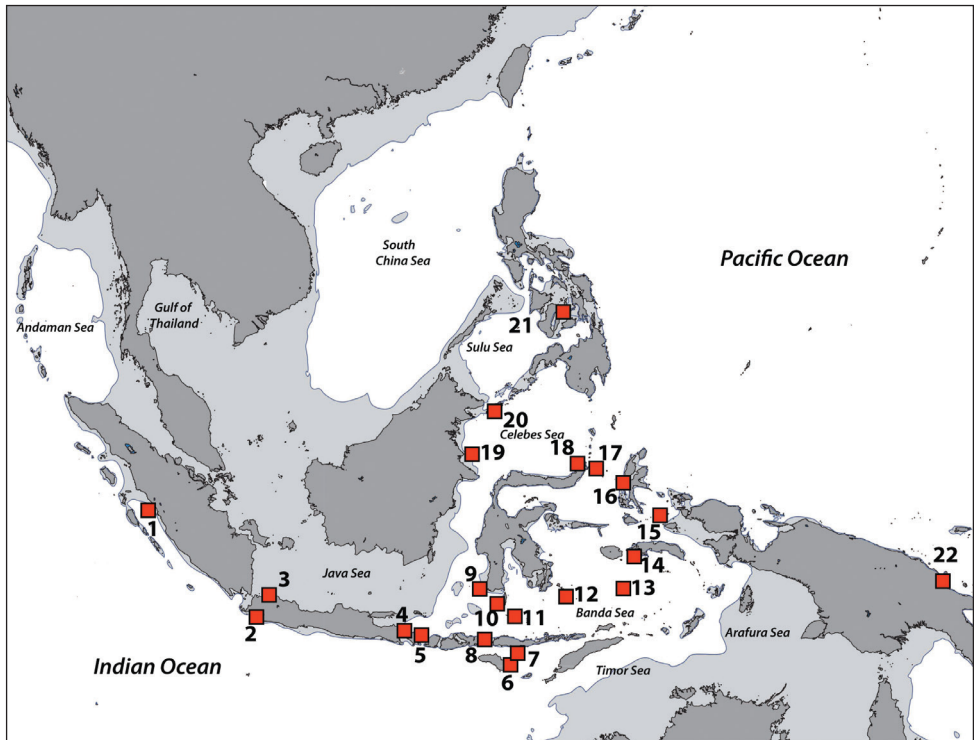 South
China Sea
Pacific Ocean
Gulf of
Thailand
Andaman Sea
21
Sulu Sea
20
Celebes Sea
19
18
17
16
1
15
22
14
Java Sea
3
9
12
13
10
11
Banda Sea
2
4
5
8
7
6
Arafura Sea
Timor Sea
Indian Ocean